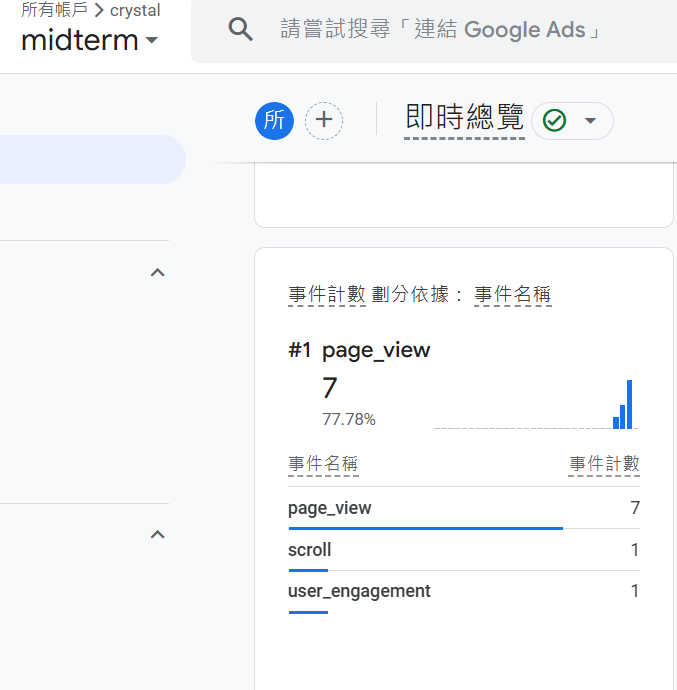 所有帳戶 > crystal
midterm
請嘗試搜尋「連結 Google Ads」
所
即時總覽
事件計數 劃分依據： 事件名稱
#1 page_view
7
77.78%
事件名稱 事件計數
page_view 7
scroll 1
user_engagement 1